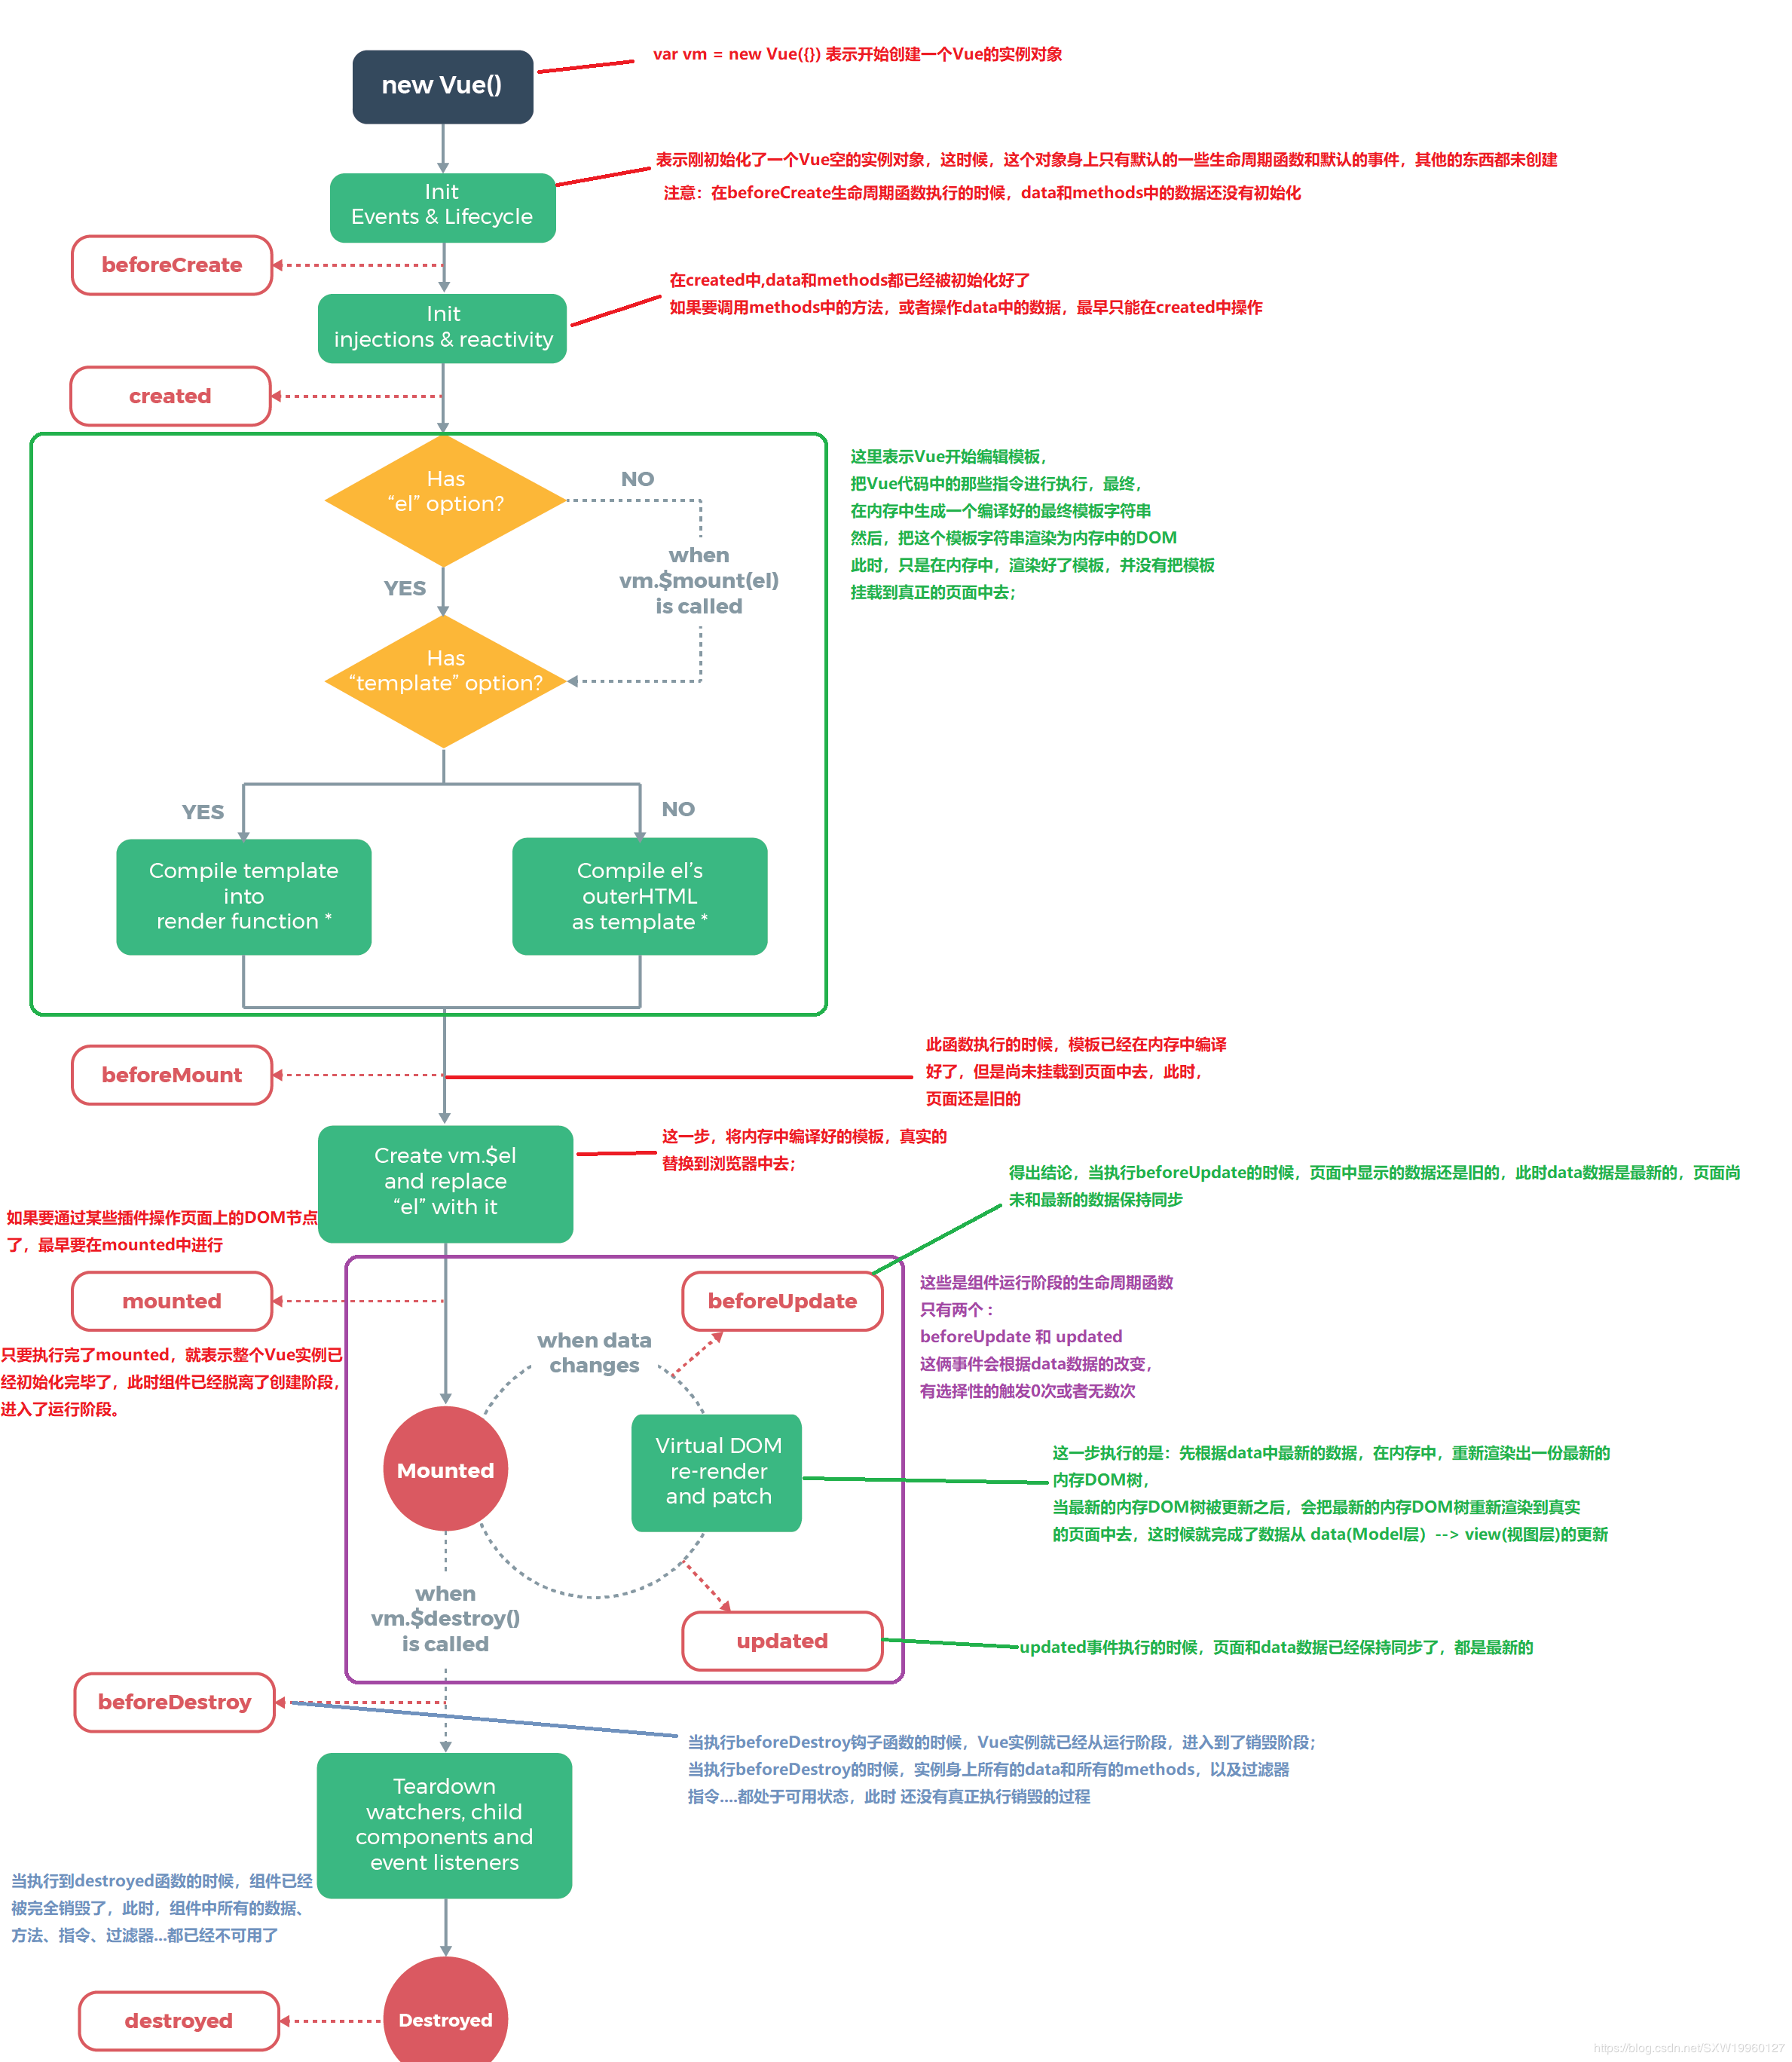 var vm = new Vue({}) 表示开始创建一个Vue的实例对象
new Vue()
表示刚初始化了一个Vue空的实例对象，这时候，这个对象身上只有默认的一些生命周期函数和默认的事件，其他的东西都未创建
注意：在beforeCreate生命周期函数执行的时候，data和methods中的数据还没有初始化
Init
Events & Lifecycle
beforeCreate
在created中,data和methods都已经被初始化好了
如果要调用methods中的方法，或者操作data中的数据，最早只能在created中操作
Init
injections & reactivity
created
Has
“el” option?
NO
这里表示Vue开始编辑模板，
把Vue代码中的那些指令进行执行，最终，
在内存中生成一个编译好的最终模板字符串
然后，把这个模板字符串渲染为内存中的DOM
此时，只是在内存中，渲染好了模板，并没有把模板
挂载到真正的页面中去；
when
vm.$mount(el)
is called
YES
Has
“template” option?
YES
NO
Compile template
into
render function *
Compile el’s
outerHTML
as template *
beforeMount
此函数执行的时候，模板已经在内存中编译
好了，但是尚未挂载到页面中去，此时，
页面还是旧的
Create vm.$el
and replace
“el” with it
这一步，将内存中编译好的模板，真实的
替换到浏览器中去；
得出结论，当执行beforeUpdate的时候，页面中显示的数据还是旧的，此时data数据是最新的，页面尚
未和最新的数据保持同步
如果要通过某些插件操作页面上的DOM节点
了，最早要在mounted中进行
mounted
beforeUpdate
这些是组件运行阶段的生命周期函数
只有两个：
beforeUpdate 和 updated
这俩事件会根据data数据的改变，
有选择性的触发0次或者无数次
只要执行完了mounted，就表示整个Vue实例已
经初始化完毕了，此时组件已经脱离了创建阶段，
进入了运行阶段。
when data
changes
Mounted
Virtual DOM
re-render
and patch
这一步执行的是：先根据data中最新的数据，在内存中，重新渲染出一份最新的
内存DOM树，
当最新的内存DOM树被更新之后，会把最新的内存DOM树重新渲染到真实
的页面中去，这时候就完成了数据从 data(Model层）--> view(视图层)的更新
when
vm.$destroy()
is called
updated
updated事件执行的时候，页面和data数据已经保持同步了，都是最新的
beforeDestroy
当执行beforeDestroy钩子函数的时候，Vue实例就已经从运行阶段，进入到了销毁阶段；
当执行beforeDestroy的时候，实例身上所有的data和所有的methods，以及过滤器
指令....都处于可用状态，此时 还没有真正执行销毁的过程
Teardown
watchers, child
components and
event listeners
当执行到destroyed函数的时候，组件已经
被完全销毁了，此时，组件中所有的数据、
方法、指令、过滤器...都已经不可用了
destroyed
Destroyed
https://blog.csdn.net/SXW19960127